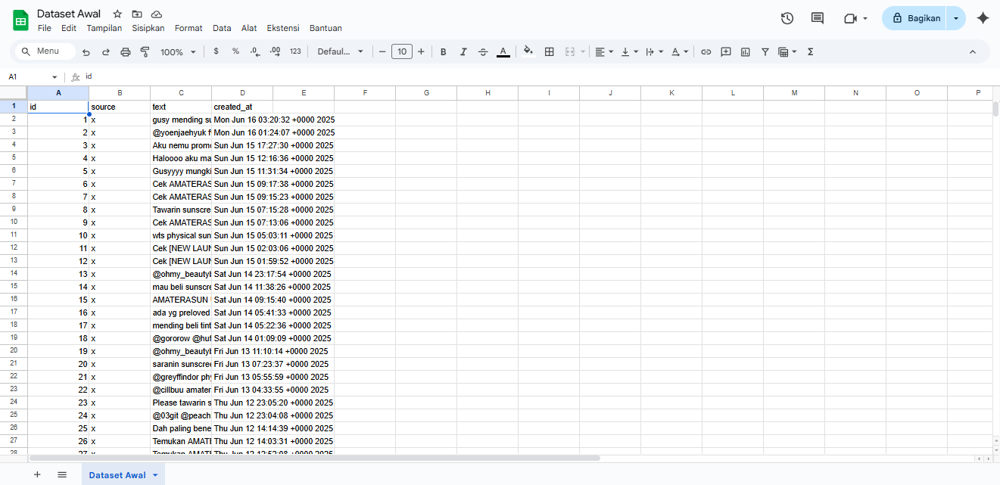 Dataset Awal
File Edit Tampilan Sisipkan Format Data Alat Ekstensi Bantuan
Bagikan
Menu 100% $ % .0 .00 123 Defaul... 10 B I A
A1 fx id
A B C D E F G H I J K L M N O P
1 id source text created_at
2 1 x gusy mending su Mon Jun 16 03:20:32 +0000 2025
3 2 x @yoenjaehyuk f Mon Jun 16 01:24:07 +0000 2025
4 3 x Aku nemu promo Sun Jun 15 17:27:30 +0000 2025
5 4 x Haloooo aku ma Sun Jun 15 12:16:36 +0000 2025
6 5 x Gusyyyy mungki Sun Jun 15 11:31:34 +0000 2025
7 6 x Cek AMATERAS Sun Jun 15 09:17:38 +0000 2025
8 7 x Cek AMATERAS Sun Jun 15 09:15:23 +0000 2025
9 8 x Tawarin sunscre Sun Jun 15 07:15:28 +0000 2025
10 9 x Cek AMATERAS Sun Jun 15 07:13:06 +0000 2025
11 10 x wts physical sun Sun Jun 15 05:03:11 +0000 2025
12 11 x Cek [NEW LAUN Sun Jun 15 02:03:06 +0000 2025
13 12 x Cek [NEW LAUN Sun Jun 15 01:59:52 +0000 2025
14 13 x @ohmy_beautyb Sat Jun 14 23:17:54 +0000 2025
15 14 x mau beli sunscre Sat Jun 14 11:38:26 +0000 2025
16 15 x AMATERASUN Sat Jun 14 09:15:40 +0000 2025
17 16 x ada yg preloved Sat Jun 14 05:41:33 +0000 2025
18 17 x mending beli tint Sat Jun 14 05:22:36 +0000 2025
19 18 x @gororow @huf Sat Jun 14 01:09:09 +0000 2025
20 19 x @ohmy_beautyb Fri Jun 13 11:10:14 +0000 2025
21 20 x saranin sunscre Fri Jun 13 07:23:37 +0000 2025
22 21 x @greyffindor phy Fri Jun 13 05:55:59 +0000 2025
23 22 x @cillbuu amater Fri Jun 13 04:33:55 +0000 2025
24 23 x Please tawarin s Thu Jun 12 23:05:20 +0000 2025
25 24 x @03git @peach Thu Jun 12 23:04:08 +0000 2025
26 25 x Dah paling bene Thu Jun 12 14:14:39 +0000 2025
27 26 x Temukan AMATE Thu Jun 12 14:03:31 +0000 2025
28 27 x Temukan AMATE Thu Jun 12 12:52:08 +0000 2025
Dataset Awal